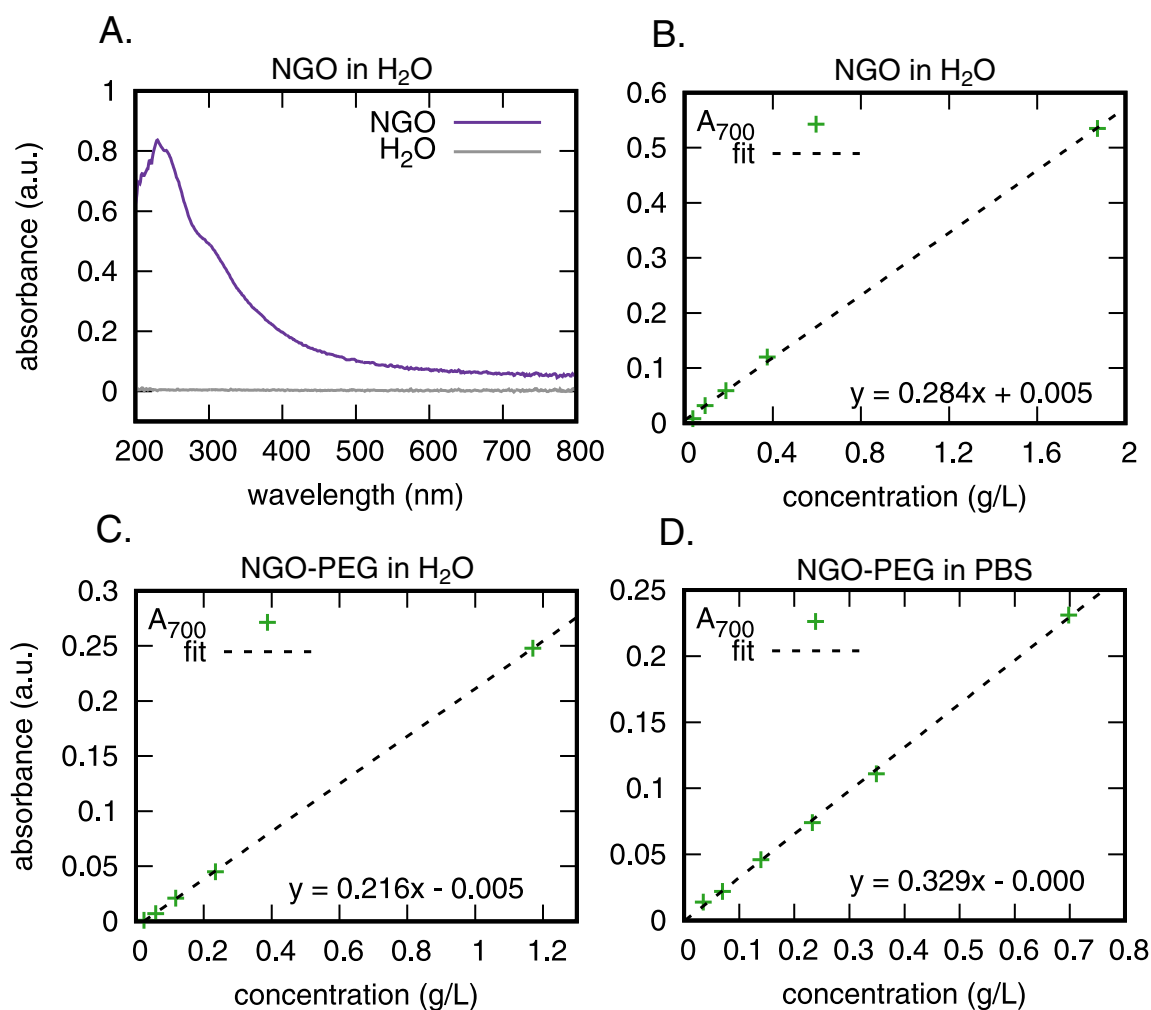 A.
NGO in H₂O
NGO
H₂O
absorbance (a.u.)
1
0.8
0.6
0.4
0.2
0
200 300 400 500 600 700 800
wavelength (nm)
B.
NGO in H₂O
A₇₀₀
fit
0.6
0.5
0.4
0.3
0.2
0.1
0
y = 0.284x + 0.005
0 0.4 0.8 1.2 1.6 2
concentration (g/L)
C.
NGO-PEG in H₂O
A₇₀₀
fit
absorbance (a.u.)
0.3
0.25
0.2
0.15
0.1
0.05
0
y = 0.216x - 0.005
0 0.2 0.4 0.6 0.8 1 1.2
concentration (g/L)
D.
NGO-PEG in PBS
A₇₀₀
fit
0.25
0.2
0.15
0.1
0.05
0
y = 0.329x - 0.000
0 0.1 0.2 0.3 0.4 0.5 0.6 0.7 0.8
concentration (g/L)